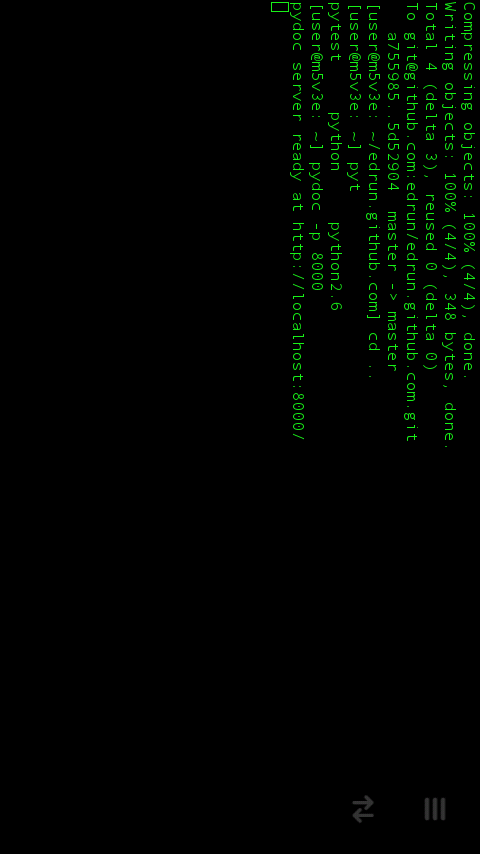 Compressing objects: 100% (4/4), done.
Writing objects: 100% (4/4), 348 bytes, done.
Total 4 (delta 3), reused 0 (delta 0)
To git@github.com:edrun/edrun.github.com.git
   a755985..5d52904  master -> master
[user@m5v3e: ~/edrun.github.com] cd ..
[user@m5v3e: ~] pyt
pytest     python     python2.6
[user@m5v3e: ~] pydoc -p 8000
pydoc server ready at http://localhost:8000/